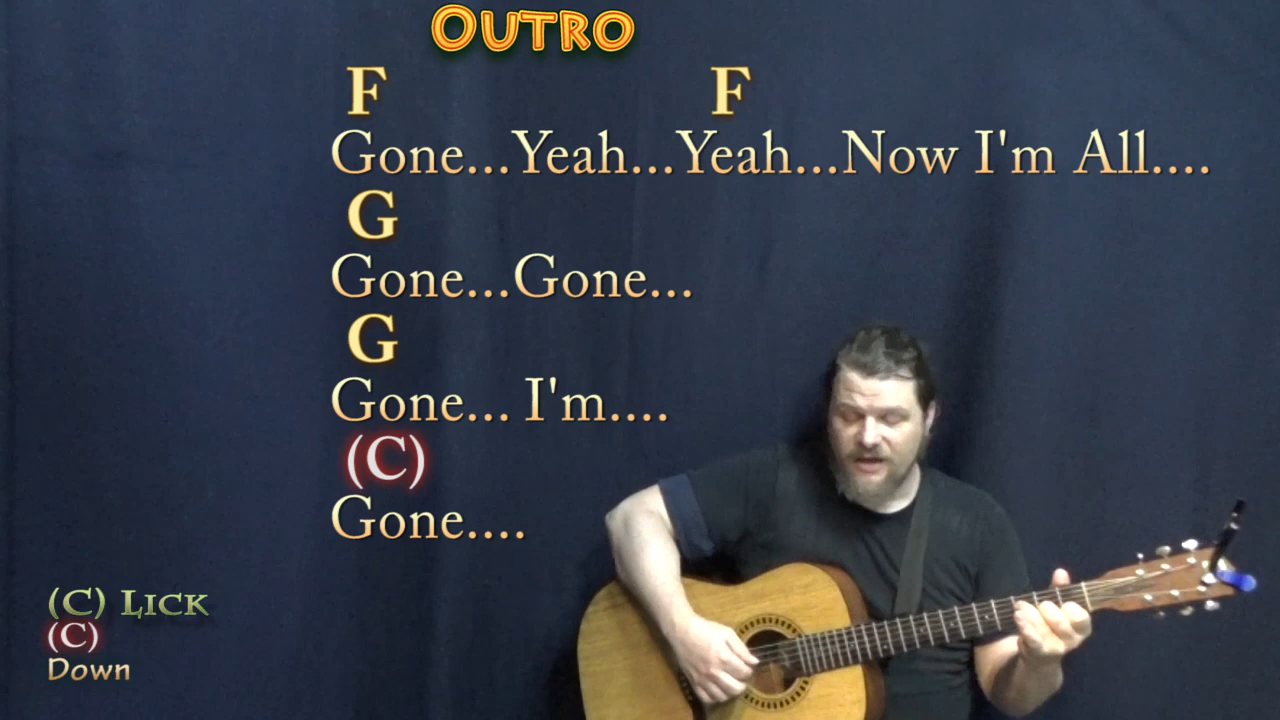 OUTRO
F F
Gone...Yeah...Yeah...Now I'm All....
G
Gone...Gone...
G
Gone... I'm....
(C)
Gone....
(C) LICK
(C)
Down